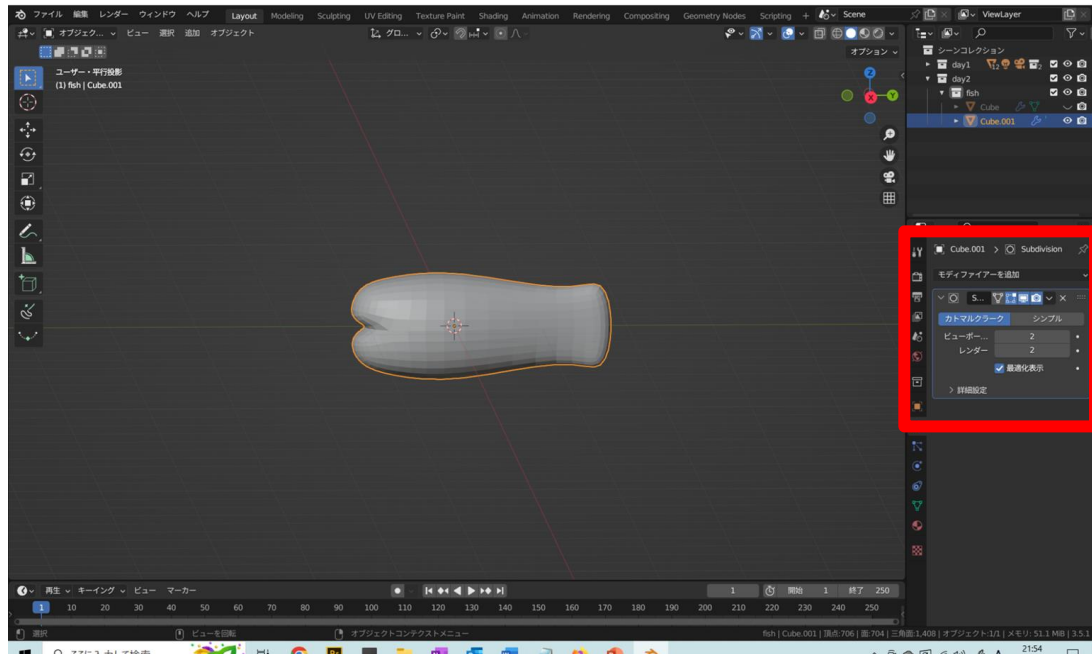 ファイル 編集 レンダー ウィンドウ ヘルプ Layout Modeling Sculpting UV Editing Texture Paint Shading Animation Rendering Compositing Geometry Nodes Scripting + Scene ViewLayer
オブジェク... ビュー 選択 追加 オブジェクト グロ...
オプション
ユーザー・平行投影
(1) fish | Cube.001
Z
X
Y
シーンコレクション
day1
day2
fish
Cube
Cube.001
Cube.001 > Subdivision
モディファイアーを追加
S...
カトマルクラーク シンプル
ビューポー... 2
レンダー 2
最適化表示
詳細設定
再生 キーイング ビュー マーカー 1 開始 1 終了 250
1 10 20 30 40 50 60 70 80 90 100 110 120 130 140 150 160 170 180 190 200 210 220 230 240 250
選択 ビューを回転 オブジェクトコンテクストメニュー fish | Cube.001 | 頂点:706 | 面:704 | 三角面:1,408 | オブジェクト:1/1 | メモリ: 51.1 MiB | 3.5.1
21:54